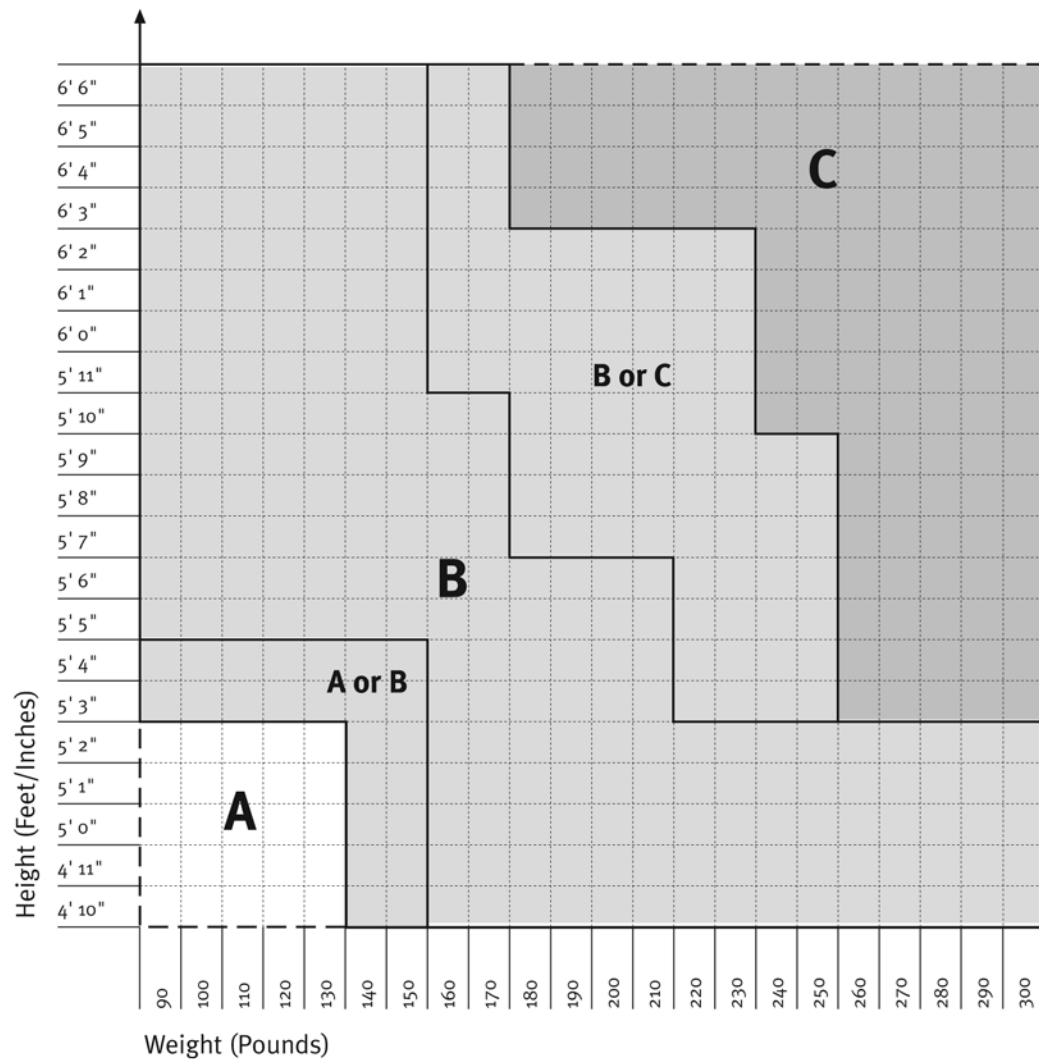 6' 6"
6' 5"
6' 4"
C
6' 3"
6' 2"
6' 1"
6' 0"
5' 11"
B or C
5' 10"
5' 9"
5' 8"
5' 7"
5' 6"
B
5' 5"
5' 4"
A or B
5' 3"
5' 2"
5' 1"
A
5' 0"
4' 11"
4' 10"
Height (Feet/Inches)
90 100 110 120 130 140 150 160 170 180 190 200 210 220 230 240 250 260 270 280 290 300
Weight (Pounds)